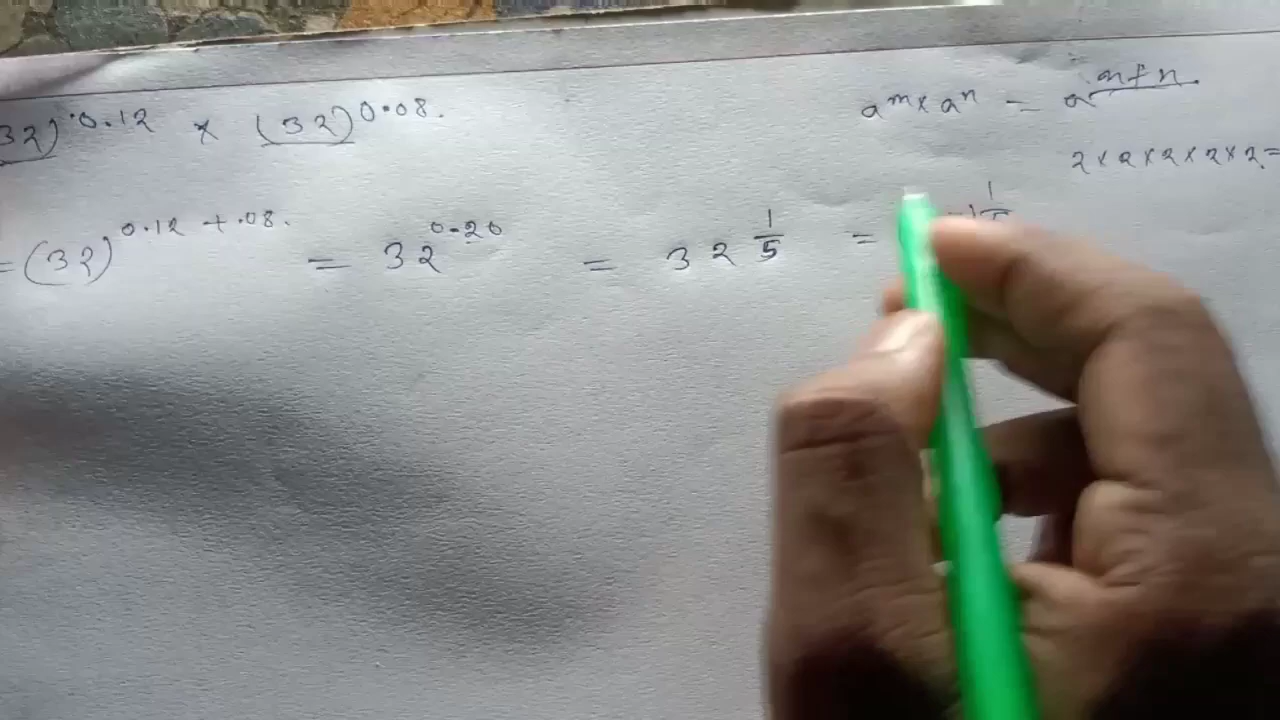 32)^0.12 × (32)^0.08.
a^m × a^n = a^m+n
2×2×2×2×2=
=(32)^0.12 + .08. = 32^0.20 = 32^1/5 =